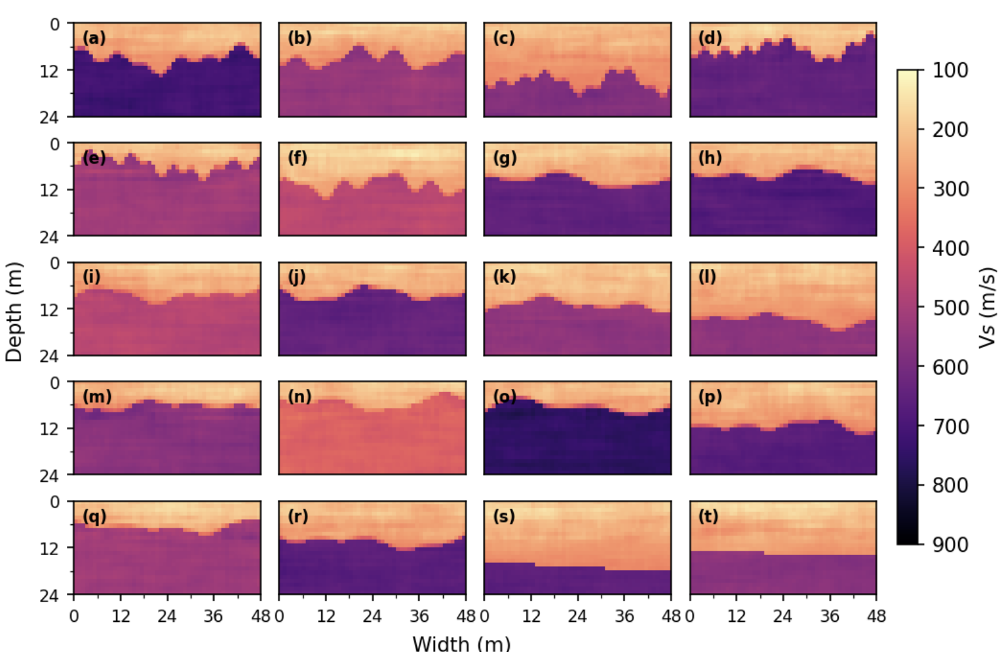 (a) (b) (c) (d)
0
12
24
(e) (f) (g) (h)
0
12
24
(i) (j) (k) (l)
0
12
24
(m) (n) (o) (p)
0
12
24
(q) (r) (s) (t)
0
12
24
0 12 24 36 48 0 12 24 36 48 0 12 24 36 48 0 12 24 36 48
Width (m)
Depth (m)
100
200
300
400
500
600
700
800
900
Vs (m/s)